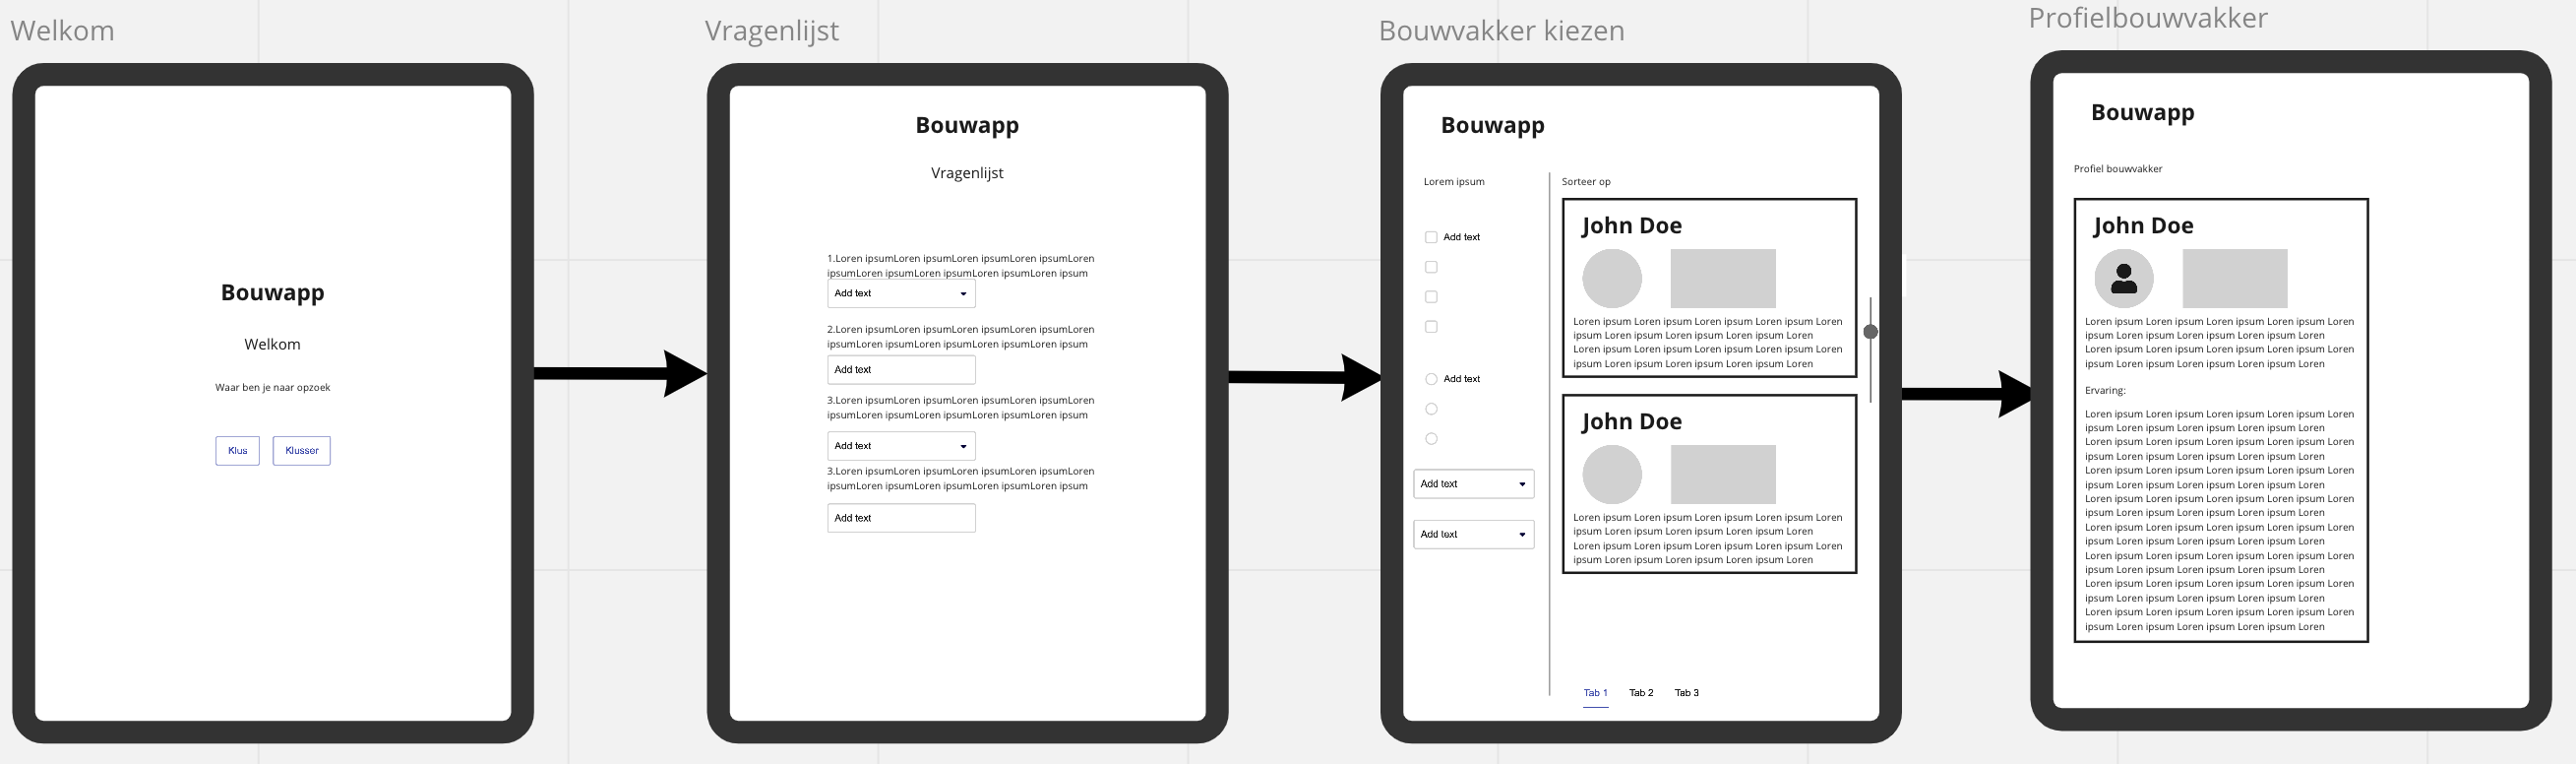 Welkom
Bouwapp
Welkom
Waar ben je naar opzoek
Klus
Klusser
Vragenlijst
Bouwapp
Vragenlijst
1.Loren ipsumLoren ipsumLoren ipsumLoren ipsumLoren
ipsumLoren ipsumLoren ipsumLoren ipsumLoren ipsum
Add text
2.Loren ipsumLoren ipsumLoren ipsumLoren ipsumLoren
ipsumLoren ipsumLoren ipsumLoren ipsumLoren ipsum
Add text
3.Loren ipsumLoren ipsumLoren ipsumLoren ipsumLoren
ipsumLoren ipsumLoren ipsumLoren ipsumLoren ipsum
Add text
3.Loren ipsumLoren ipsumLoren ipsumLoren ipsumLoren
ipsumLoren ipsumLoren ipsumLoren ipsumLoren ipsum
Add text
Bouwvakker kiezen
Bouwapp
Lorem ipsum
Add text
Add text
Add text
Add text
Sorteer op
John Doe
Loren ipsum Loren ipsum Loren ipsum Loren ipsum Loren
ipsum Loren ipsum Loren ipsum Loren ipsum Loren
Loren ipsum Loren ipsum Loren ipsum Loren ipsum Loren
ipsum Loren ipsum Loren ipsum Loren ipsum Loren
John Doe
Loren ipsum Loren ipsum Loren ipsum Loren ipsum Loren
ipsum Loren ipsum Loren ipsum Loren ipsum Loren
Loren ipsum Loren ipsum Loren ipsum Loren ipsum Loren
ipsum Loren ipsum Loren ipsum Loren ipsum Loren
Tab 1 Tab 2 Tab 3
Profielbouwvakker
Bouwapp
Profiel bouwvakker
John Doe
Loren ipsum Loren ipsum Loren ipsum Loren ipsum Loren
ipsum Loren ipsum Loren ipsum Loren ipsum Loren
Loren ipsum Loren ipsum Loren ipsum Loren ipsum Loren
ipsum Loren ipsum Loren ipsum Loren ipsum Loren
Ervaring:
Loren ipsum Loren ipsum Loren ipsum Loren ipsum Loren
ipsum Loren ipsum Loren ipsum Loren ipsum Loren
Loren ipsum Loren ipsum Loren ipsum Loren ipsum Loren
ipsum Loren ipsum Loren ipsum Loren ipsum Loren
Loren ipsum Loren ipsum Loren ipsum Loren ipsum Loren
ipsum Loren ipsum Loren ipsum Loren ipsum Loren
Loren ipsum Loren ipsum Loren ipsum Loren ipsum Loren
ipsum Loren ipsum Loren ipsum Loren ipsum Loren
Loren ipsum Loren ipsum Loren ipsum Loren ipsum Loren
ipsum Loren ipsum Loren ipsum Loren ipsum Loren
Loren ipsum Loren ipsum Loren ipsum Loren ipsum Loren
ipsum Loren ipsum Loren ipsum Loren ipsum Loren
Loren ipsum Loren ipsum Loren ipsum Loren ipsum Loren
ipsum Loren ipsum Loren ipsum Loren ipsum Loren
Loren ipsum Loren ipsum Loren ipsum Loren ipsum Loren
ipsum Loren ipsum Loren ipsum Loren ipsum Loren